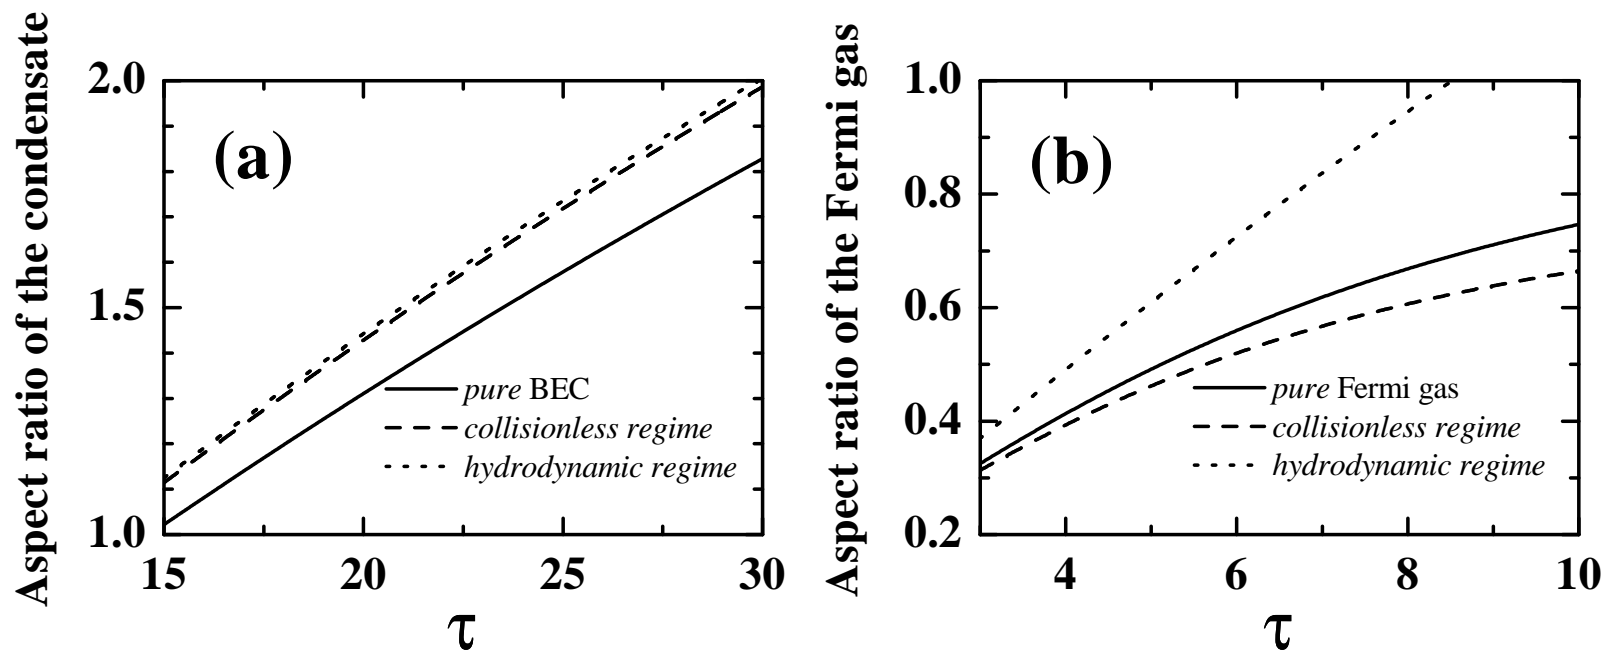 Aspect ratio of the condensate
2.0
1.5
1.0
(a)
pure BEC
collisionless regime
hydrodynamic regime
15
20
25
30
τ
Aspect ratio of the Fermi gas
1.0
0.8
0.6
0.4
0.2
(b)
pure Fermi gas
collisionless regime
hydrodynamic regime
4
6
8
10
τ